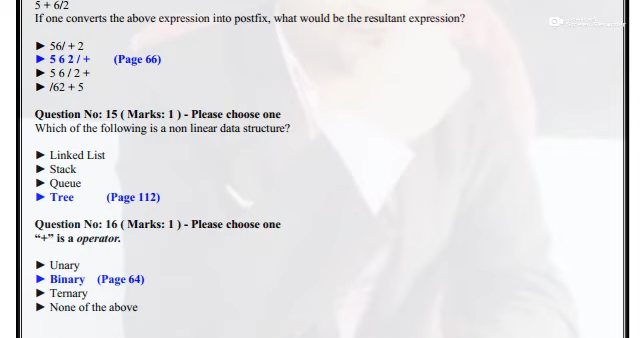 5 + 6/2
If one converts the above expression into postfix, what would be the resultant expression?
► 56/ + 2
► 5 6 2 / + (Page 66)
► 5 6 / 2 +
► /62 + 5
Question No: 15 ( Marks: 1 ) - Please choose one
Which of the following is a non linear data structure?
► Linked List
► Stack
► Queue
► Tree (Page 112)
Question No: 16 ( Marks: 1 ) - Please choose one
“+” is a operator.
► Unary
► Binary (Page 64)
► Ternary
► None of the above